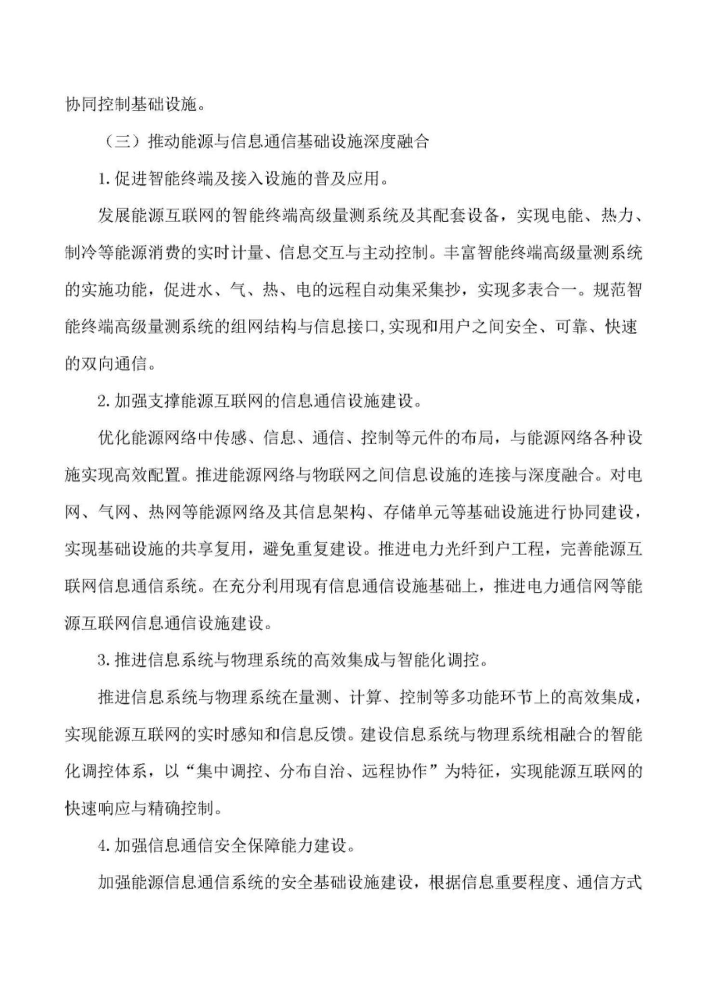 协同控制基础设施。
（三）推动能源与信息通信基础设施深度融合
1.促进智能终端及接入设施的普及应用。
发展能源互联网的智能终端高级量测系统及其配套设备，实现电能、热力、
制冷等能源消费的实时计量、信息交互与主动控制。丰富智能终端高级量测系统
的实施功能，促进水、气、热、电的远程自动集采集抄，实现多表合一。规范智
能终端高级量测系统的组网结构与信息接口,实现和用户之间安全、可靠、快速
的双向通信。
2.加强支撑能源互联网的信息通信设施建设。
优化能源网络中传感、信息、通信、控制等元件的布局，与能源网络各种设
施实现高效配置。推进能源网络与物联网之间信息设施的连接与深度融合。对电
网、气网、热网等能源网络及其信息架构、存储单元等基础设施进行协同建设，
实现基础设施的共享复用，避免重复建设。推进电力光纤到户工程，完善能源互
联网信息通信系统。在充分利用现有信息通信设施基础上，推进电力通信网等能
源互联网信息通信设施建设。
3.推进信息系统与物理系统的高效集成与智能化调控。
推进信息系统与物理系统在量测、计算、控制等多功能环节上的高效集成，
实现能源互联网的实时感知和信息反馈。建设信息系统与物理系统相融合的智能
化调控体系，以“集中调控、分布自治、远程协作”为特征，实现能源互联网的
快速响应与精确控制。
4.加强信息通信安全保障能力建设。
加强能源信息通信系统的安全基础设施建设，根据信息重要程度、通信方式